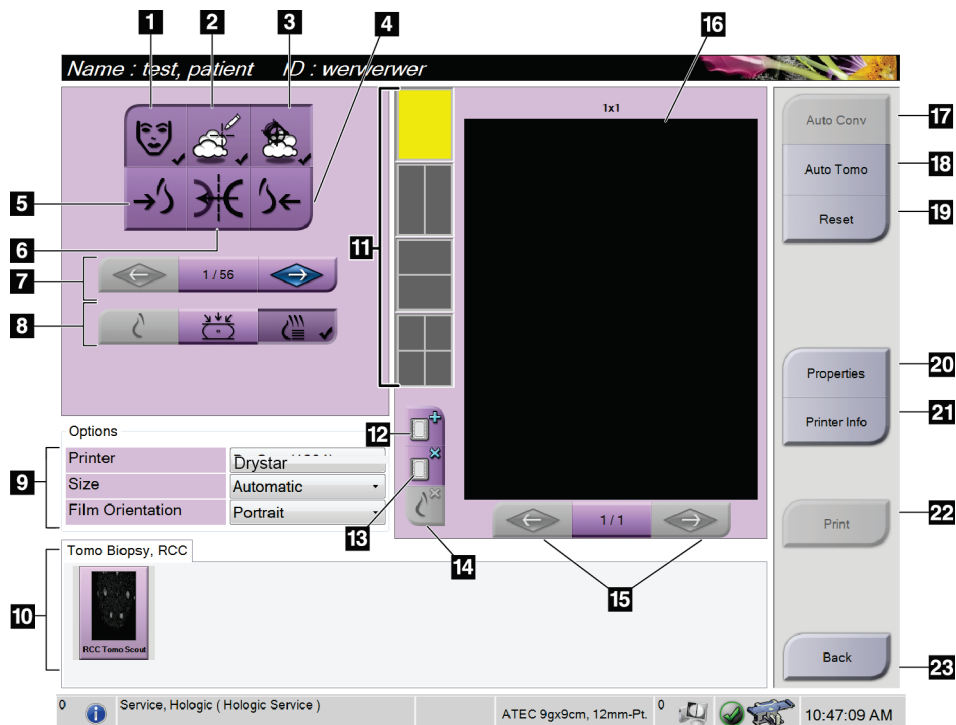 1
2
3
4
16
Name : test, patient ID : werwerwer
11
1x1
Auto Conv
17
Auto Tomo
18
5
Reset
19
6
7
1 / 56
8
Properties
20
Printer Info
21
12
Options
Printer
Drystar
9
Size
Automatic
Film Orientation
Portrait
13
1 / 1
Print
22
14
15
Tomo Biopsy, RCC
10
RCC Tomo Scout
Back
23
0
Service, Hologic ( Hologic Service )
ATEC 9gx9cm, 12mm-Pt.
0
10:47:09 AM